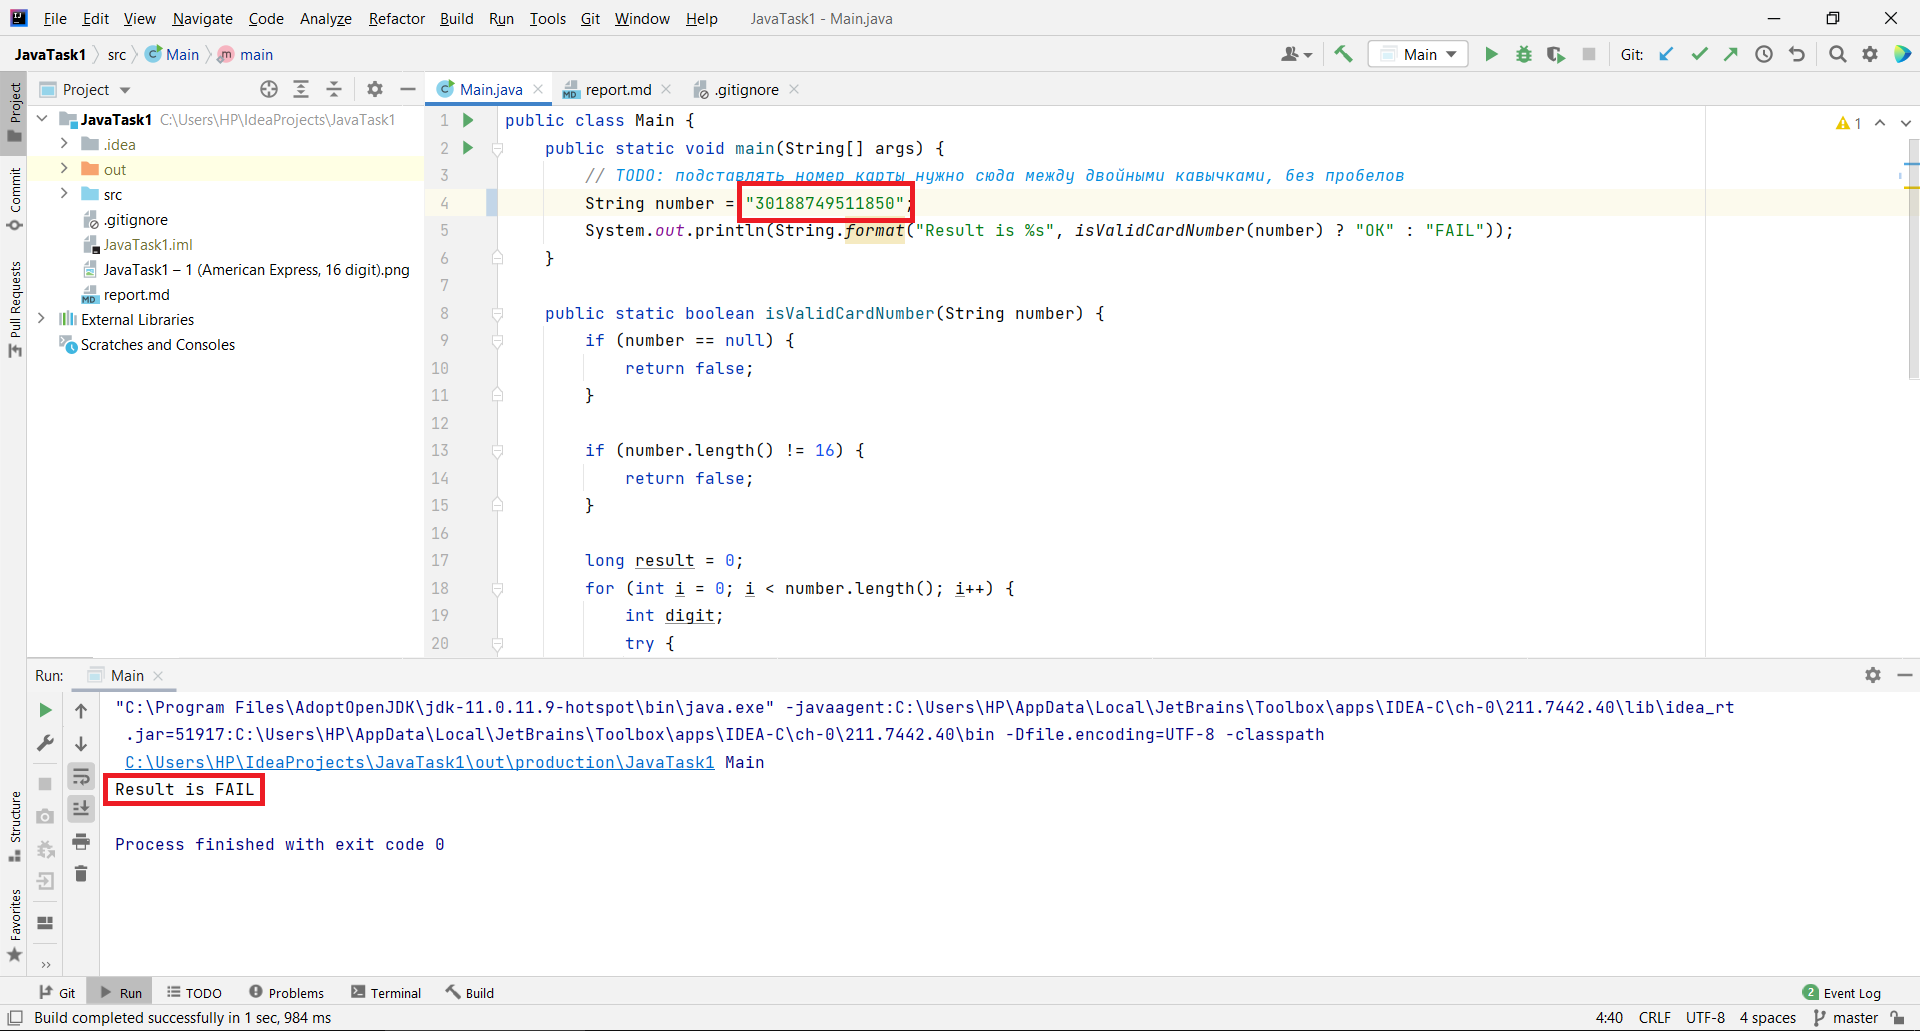 File Edit View Navigate Code Analyze Refactor Build Run Tools Git Window Help JavaTask1 - Main.java
JavaTask1 src Main main
Main Git:
Project
Main.java report.md .gitignore
JavaTask1 C:\Users\HP\IdeaProjects\JavaTask1
.idea
out
src
.gitignore
JavaTask1.iml
JavaTask1 – 1 (American Express, 16 digit).png
report.md
External Libraries
Scratches and Consoles
Project
Commit
Pull Requests
Structure
Favorites
1 public class Main {
2 public static void main(String[] args) {
3 // TODO: подставлять номер карты нужно сюда между двойными кавычками, без пробелов
4 String number = "30188749511850";
5 System.out.println(String.format("Result is %s", isValidCardNumber(number) ? "OK" : "FAIL"));
6 }
7
8 public static boolean isValidCardNumber(String number) {
9 if (number == null) {
10 return false;
11 }
12
13 if (number.length() != 16) {
14 return false;
15 }
16
17 long result = 0;
18 for (int i = 0; i < number.length(); i++) {
19 int digit;
20 try {
1
Run: Main
"C:\Program Files\AdoptOpenJDK\jdk-11.0.11.9-hotspot\bin\java.exe" -javaagent:C:\Users\HP\AppData\Local\JetBrains\Toolbox\apps\IDEA-C\ch-0\211.7442.40\lib\idea_rt
.jar=51917:C:\Users\HP\AppData\Local\JetBrains\Toolbox\apps\IDEA-C\ch-0\211.7442.40\bin -Dfile.encoding=UTF-8 -classpath
C:\Users\HP\IdeaProjects\JavaTask1\out\production\JavaTask1 Main
Result is FAIL
Process finished with exit code 0
Git Run TODO Problems Terminal Build 2 Event Log
Build completed successfully in 1 sec, 984 ms 4:40 CRLF UTF-8 4 spaces master